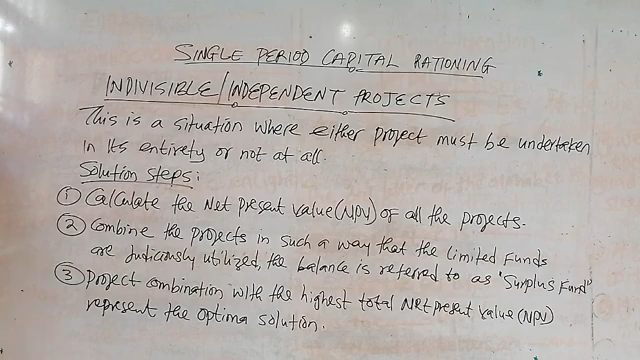 SINGLE PERIOD CAPITAL RATIONING
INDIVISIBLE/INDEPENDENT PROJECTS
This is a situation where either project must be undertaken
in its entirety or not at all.
Solution steps:
① Calculate the Net present value (NPV) of all the projects.
② Combine the projects in such a way that the limited funds
are judiciously utilized, the balance is referred to as "Surplus Fund"
③ Project combination with the highest total Net present value (NPV)
represent the optima solution.